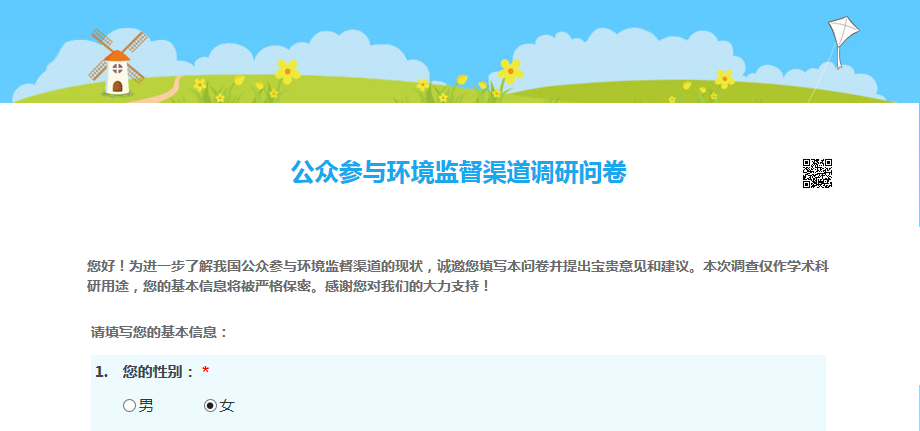 公众参与环境监督渠道调研问卷
您好！为进一步了解我国公众参与环境监督渠道的现状，诚邀您填写本问卷并提出宝贵意见和建议。本次调查仅作学术科
研用途，您的基本信息将被严格保密。感谢您对我们的大力支持！
请填写您的基本信息：
1. 您的性别： *
男 女